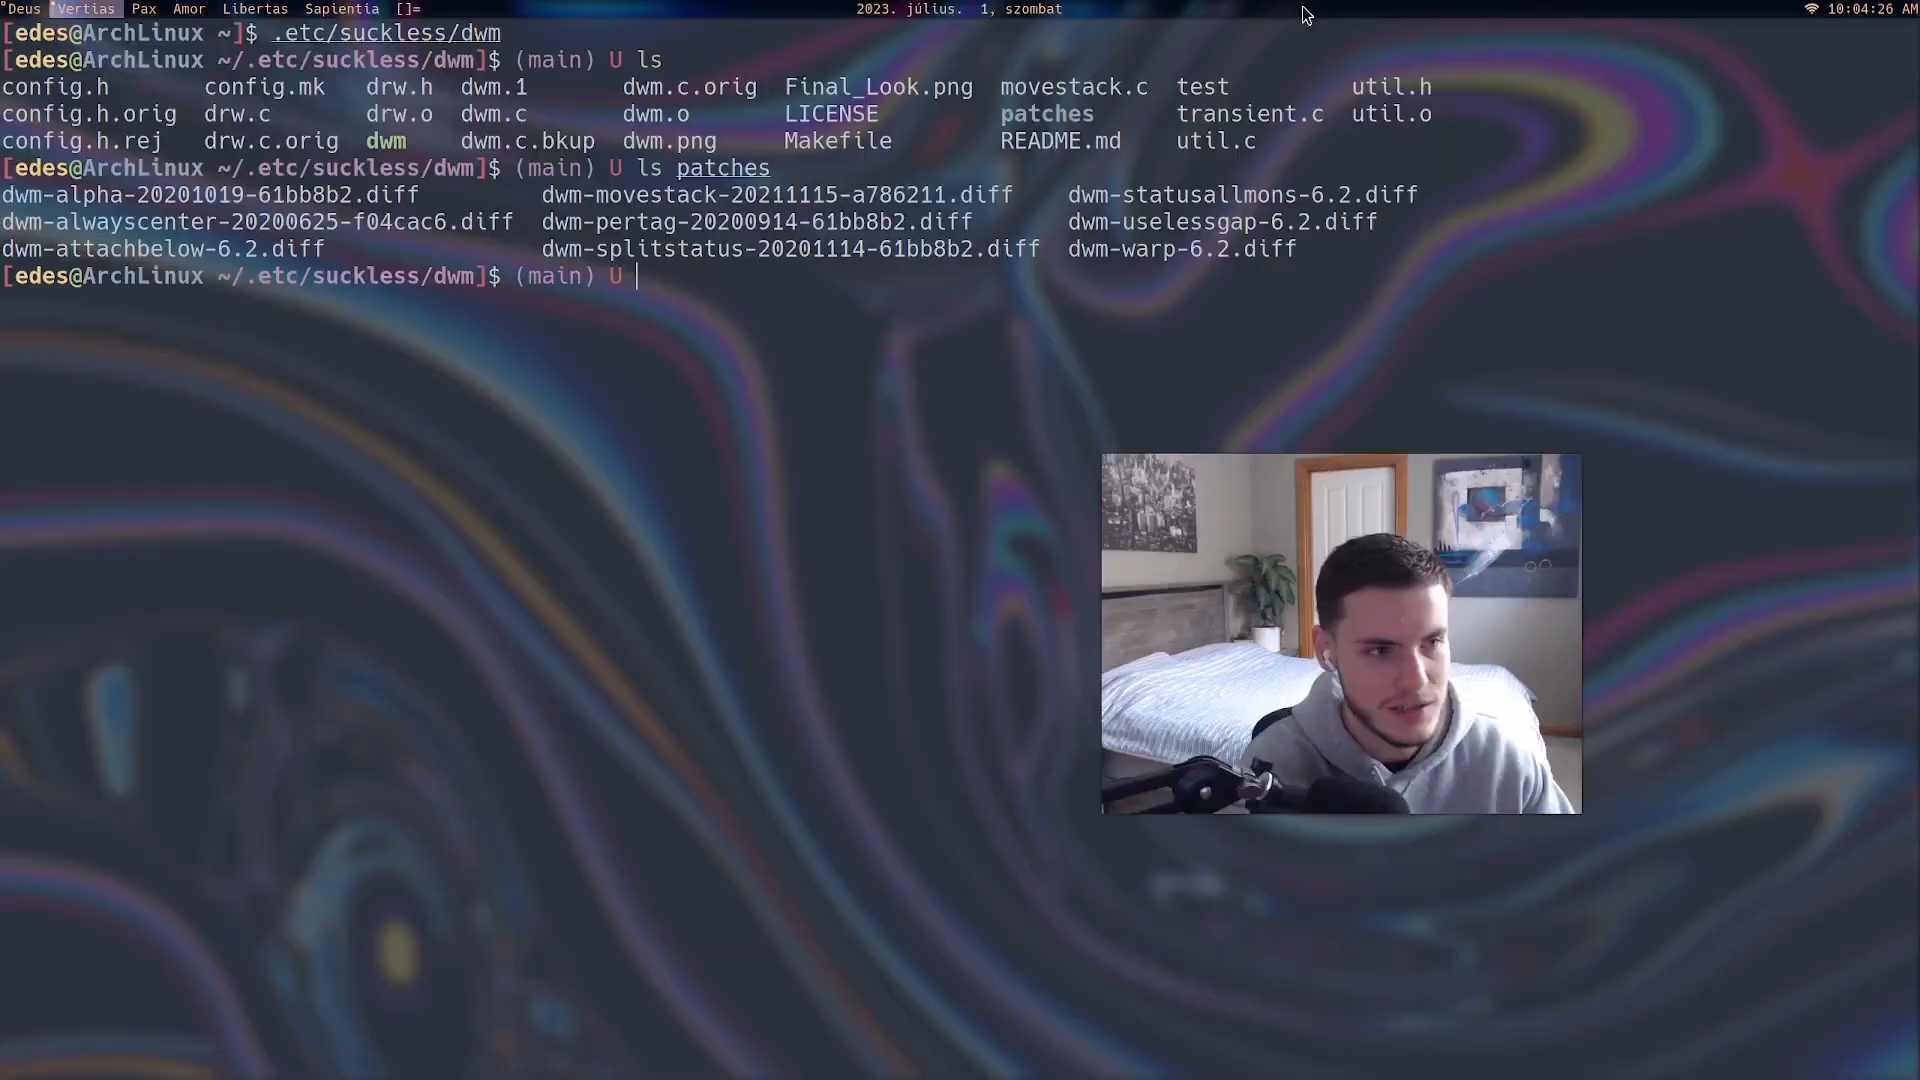 Deus Vertias Pax Amor Libertas Sapientia []= 2023. július. 1, szombat 10:04:26 AM
[edes@ArchLinux ~]$ .etc/suckless/dwm
[edes@ArchLinux ~/.etc/suckless/dwm]$ (main) U ls
config.h config.mk drw.h dwm.1 dwm.c.orig Final_Look.png movestack.c test util.h
config.h.orig drw.c drw.o dwm.c dwm.o LICENSE patches transient.c util.o
config.h.rej drw.c.orig dwm dwm.c.bkup dwm.png Makefile README.md util.c
[edes@ArchLinux ~/.etc/suckless/dwm]$ (main) U ls patches
dwm-alpha-20201019-61bb8b2.diff dwm-movestack-20211115-a786211.diff dwm-statusallmons-6.2.diff
dwm-alwayscenter-20200625-f04cac6.diff dwm-pertag-20200914-61bb8b2.diff dwm-uselessgap-6.2.diff
dwm-attachbelow-6.2.diff dwm-splitstatus-20201114-61bb8b2.diff dwm-warp-6.2.diff
[edes@ArchLinux ~/.etc/suckless/dwm]$ (main) U